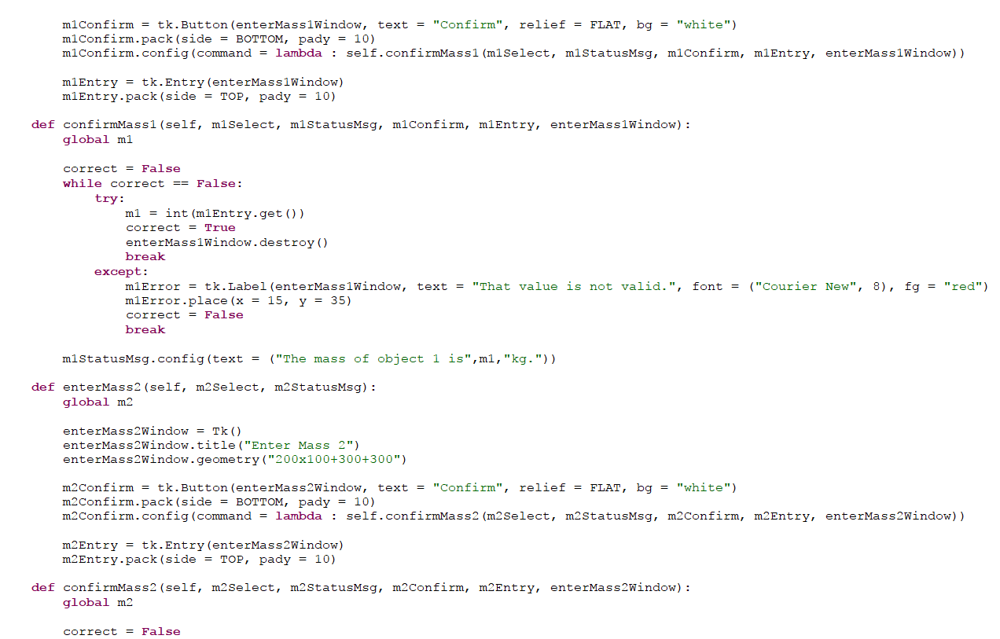 m1Confirm = tk.Button(enterMass1Window, text = "Confirm", relief = FLAT, bg = "white")
m1Confirm.pack(side = BOTTOM, pady = 10)
m1Confirm.config(command = lambda : self.confirmMass1(m1Select, m1StatusMsg, m1Confirm, m1Entry, enterMass1Window))
m1Entry = tk.Entry(enterMass1Window)
m1Entry.pack(side = TOP, pady = 10)
def confirmMass1(self, m1Select, m1StatusMsg, m1Confirm, m1Entry, enterMass1Window):
global m1
correct = False
while correct == False:
try:
m1 = int(m1Entry.get())
correct = True
enterMass1Window.destroy()
break
except:
m1Error = tk.Label(enterMass1Window, text = "That value is not valid.", font = ("Courier New", 8), fg = "red")
m1Error.place(x = 15, y = 35)
correct = False
break
m1StatusMsg.config(text = ("The mass of object 1 is",m1,"kg."))
def enterMass2(self, m2Select, m2StatusMsg):
global m2
enterMass2Window = Tk()
enterMass2Window.title("Enter Mass 2")
enterMass2Window.geometry("200x100+300+300")
m2Confirm = tk.Button(enterMass2Window, text = "Confirm", relief = FLAT, bg = "white")
m2Confirm.pack(side = BOTTOM, pady = 10)
m2Confirm.config(command = lambda : self.confirmMass2(m2Select, m2StatusMsg, m2Confirm, m2Entry, enterMass2Window))
m2Entry = tk.Entry(enterMass2Window)
m2Entry.pack(side = TOP, pady = 10)
def confirmMass2(self, m2Select, m2StatusMsg, m2Confirm, m2Entry, enterMass2Window):
global m2
correct = False